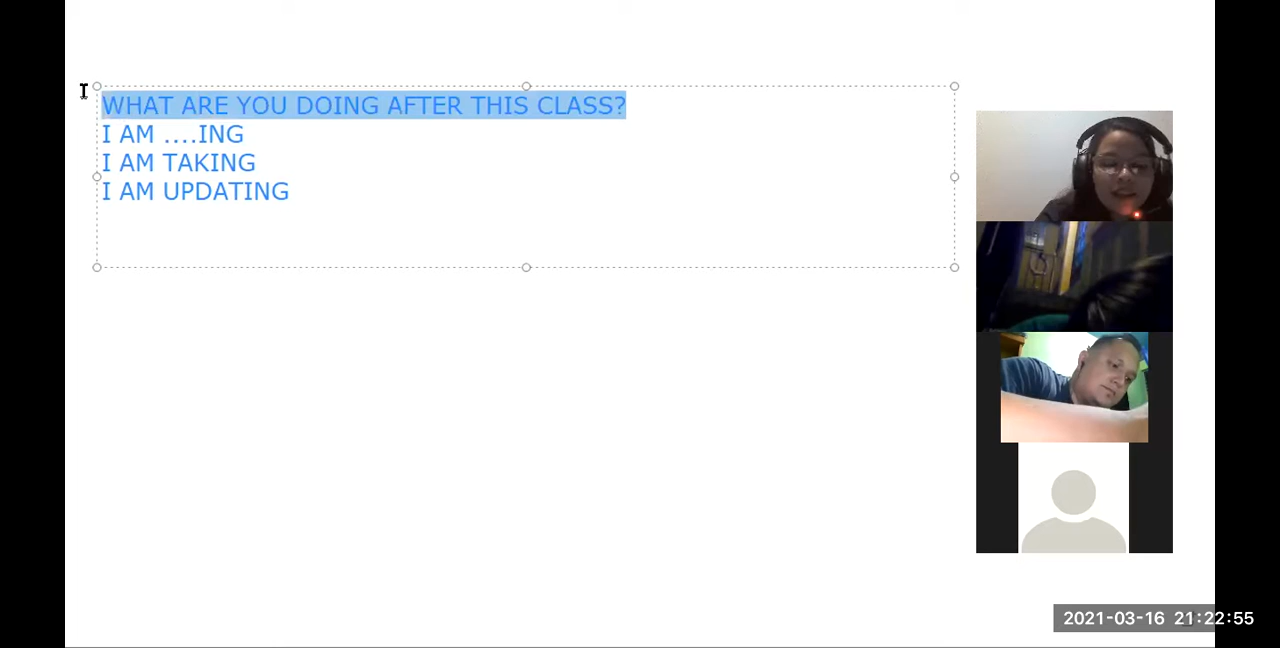 WHAT ARE YOU DOING AFTER THIS CLASS?
I AM ....ING
I AM TAKING
I AM UPDATING
2021-03-16 21:22:55